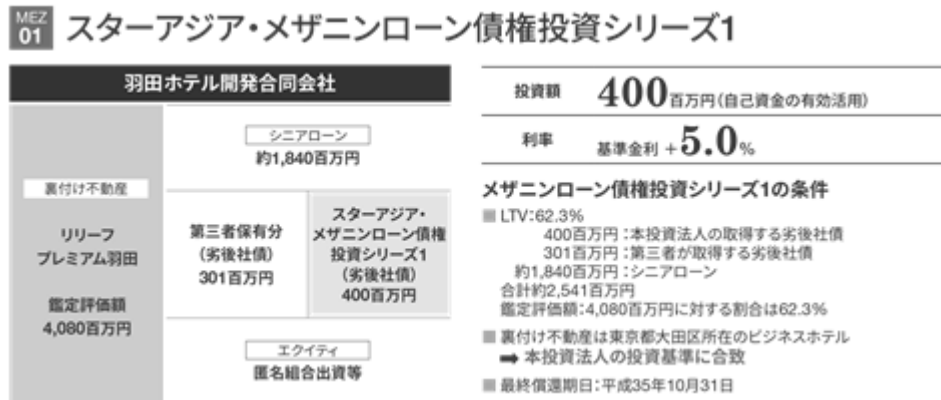 MEZ
01
スターアジア・メザニンローン債権投資シリーズ1
羽田ホテル開発合同会社
裏付け不動産
リリーフ
プレミアム羽田
鑑定評価額
4,080百万円
シニアローン
約1,840百万円
第三者保有分
(劣後社債)
301百万円
スターアジア・
メザニンローン債権
投資シリーズ1
(劣後社債)
400百万円
エクイティ
匿名組合出資等
投資額 400百万円(自己資金の有効活用)
利率 基準金利 +5.0%
メザニンローン債権投資シリーズ1の条件
■ LTV:62.3%
400百万円:本投資法人の取得する劣後社債
301百万円:第三者が取得する劣後社債
約1,840百万円:シニアローン
合計約2,541百万円
鑑定評価額:4,080百万円に対する割合は62.3%
■ 裏付け不動産は東京都大田区所在のビジネスホテル
➡ 本投資法人の投資基準に合致
■ 最終償還期日:平成35年10月31日